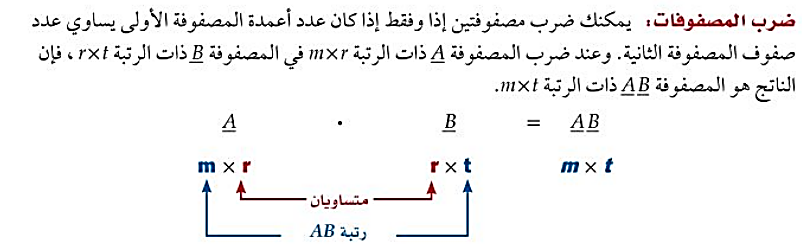 ضرب المصفوفات: يمكنك ضرب مصفوفتين إذا وفقط إذا كان عدد أعمدة المصفوفة الأولى يساوي عدد
صفوف المصفوفة الثانية. وعند ضرب المصفوفة A ذات الرتبة m×r في المصفوفة B ذات الرتبة r×t ، فإن
الناتج هو المصفوفة AB ذات الرتبة m×t.
A · B = AB
m × r r × t m × t
متساويان
رتبة AB